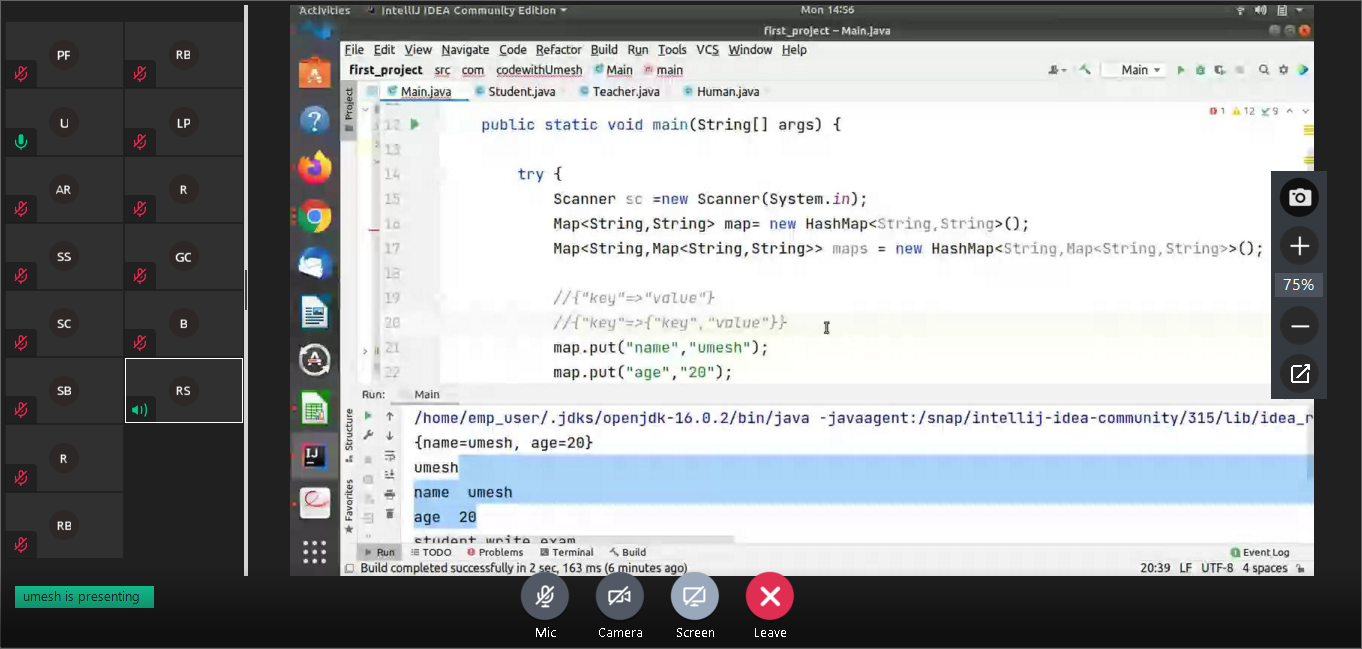 PF
RB
U
LP
AR
R
SS
GC
SC
B
SB
RS
R
RB
umesh is presenting
Activities
IntelliJ IDEA Community Edition
Mon 14:56
first_project – Main.java
File Edit View Navigate Code Refactor Build Run Tools VCS Window Help
first_project src com codewithUmesh Main main
Main
Main.java Student.java Teacher.java Human.java
Project
1 12 9
12 public static void main(String[] args) {
13
14 try {
15 Scanner sc =new Scanner(System.in);
16 Map<String,String> map= new HashMap<String,String>();
17 Map<String,Map<String,String>> maps = new HashMap<String,Map<String,String>>();
18
19 //{"key"=>"value"}
20 //{"key"=>{"key","value"}}
21 map.put("name","umesh");
22 map.put("age","20");
Run: Main
Structure
Favorites
/home/emp_user/.jdks/openjdk-16.0.2/bin/java -javaagent:/snap/intellij-idea-community/315/lib/idea_r
{name=umesh, age=20}
umesh
name umesh
age 20
student write exam
Run TODO Problems Terminal Build Event Log
Build completed successfully in 2 sec, 163 ms (6 minutes ago) 20:39 LF UTF-8 4 spaces
75%
Mic
Camera
Screen
Leave